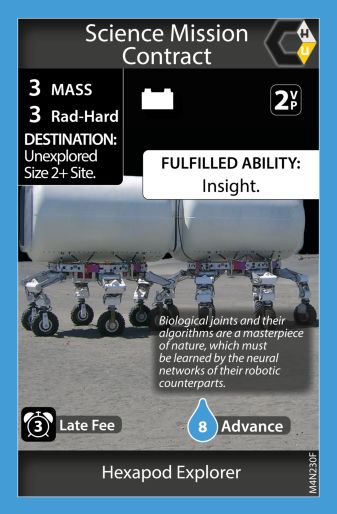 Science Mission
Contract
H
U
3 MASS
3 Rad-Hard
DESTINATION:
Unexplored
Size 2+ Site.
2 VP
FULFILLED ABILITY:
Insight.
Biological joints and their
algorithms are a masterpiece
of nature, which must
be learned by the neural
networks of their robotic
counterparts.
3 Late Fee
8 Advance
Hexapod Explorer
M4N230F